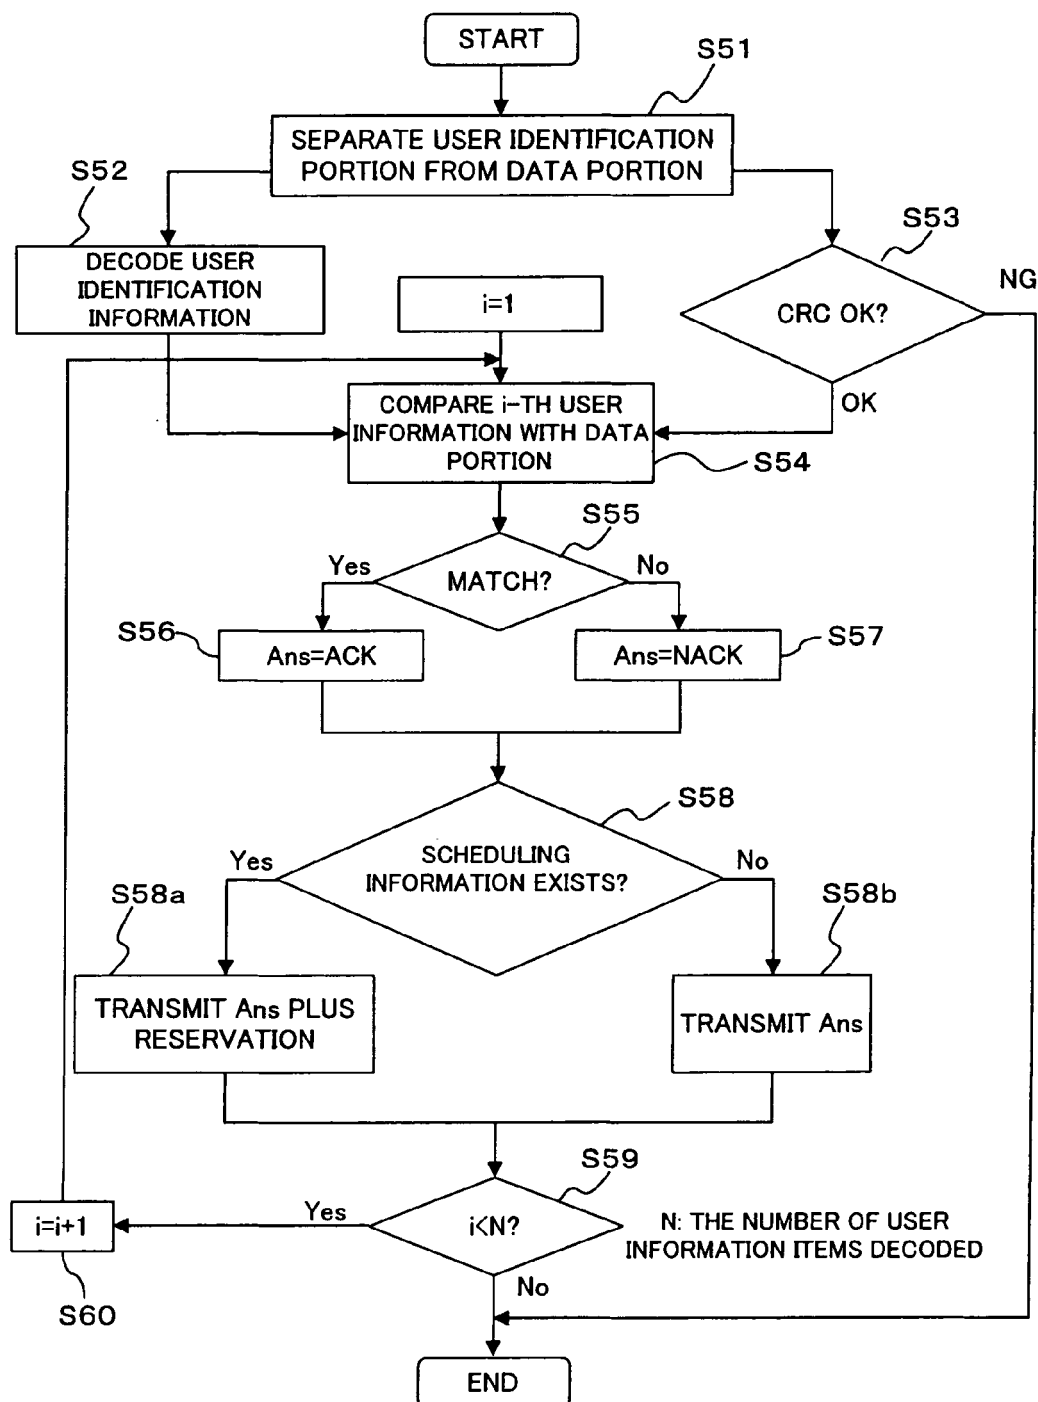 START
S51
SEPARATE USER IDENTIFICATION
PORTION FROM DATA PORTION
S52
S53
DECODE USER
IDENTIFICATION
INFORMATION
i=1
CRC OK?
NG
OK
COMPARE i-TH USER
INFORMATION WITH DATA
PORTION
S54
S55
Yes
MATCH?
No
S56
Ans=ACK
Ans=NACK
S57
S58
Yes
SCHEDULING
INFORMATION EXISTS?
No
S58a
S58b
TRANSMIT Ans PLUS
RESERVATION
TRANSMIT Ans
S59
i=i+1
Yes
i<N?
N: THE NUMBER OF USER
INFORMATION ITEMS DECODED
No
S60
END